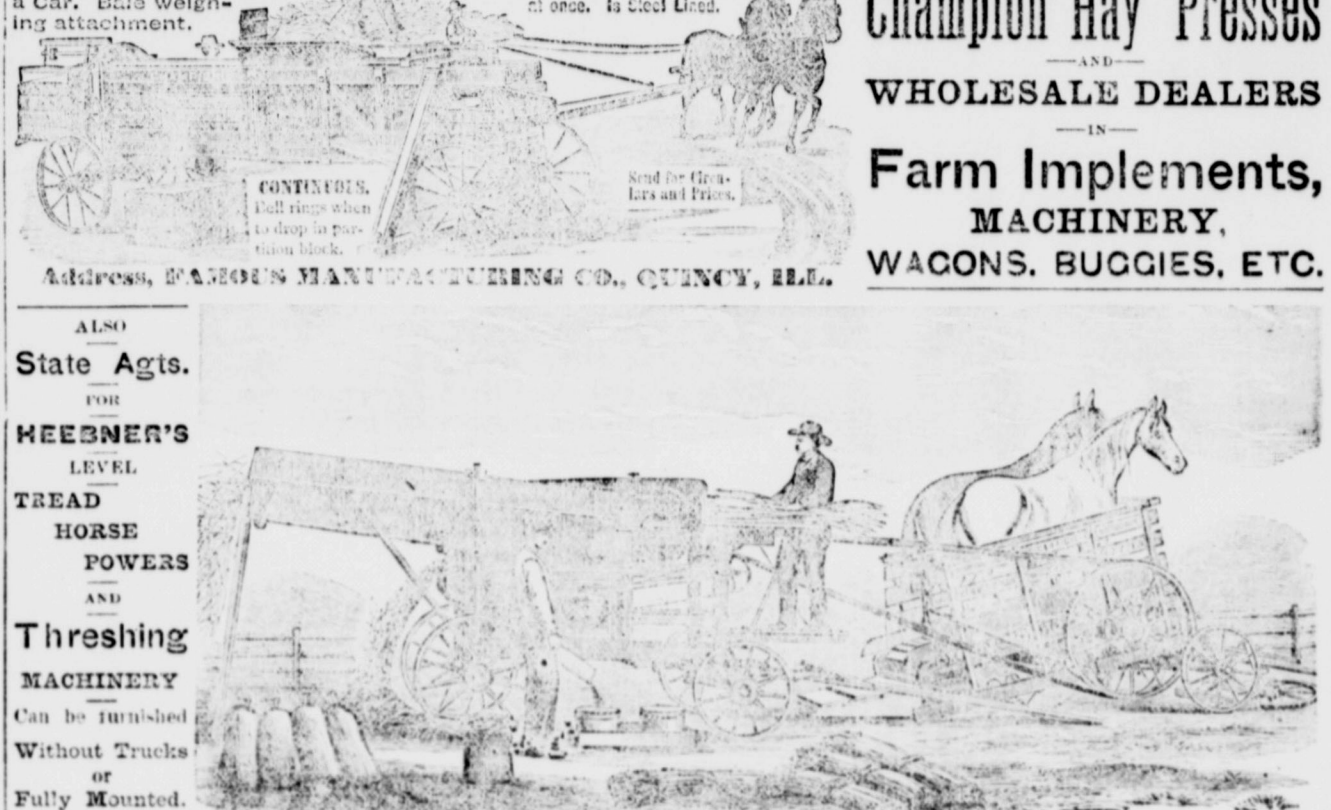 a Car. Bale weigh-
ing attachment.
at once. Is Steel Lined.
CONTINUOUS.
Bell rings when
to drop in par-
tition block.
Send for Circu-
lars and Prices.
Address, FAMOUS MANUFACTURING CO., QUINCY, ILL.
Champion Hay Presses
AND
WHOLESALE DEALERS
IN
Farm Implements,
MACHINERY,
WAGONS, BUGGIES, ETC.
ALSO
State Agts.
FOR
HEEBNER'S
LEVEL
TREAD
HORSE
POWERS
AND
Threshing
MACHINERY
Can be furnished
Without Trucks
or
Fully Mounted.